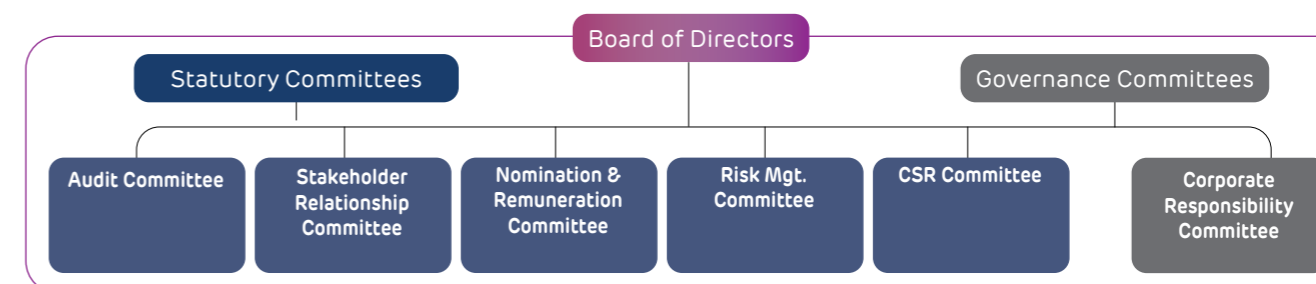 Board of Directors
Statutory Committees
Governance Committees
Audit Committee
Stakeholder
Relationship
Committee
Nomination &
Remuneration
Committee
Risk Mgt.
Committee
CSR Committee
Corporate
Responsibility
Committee